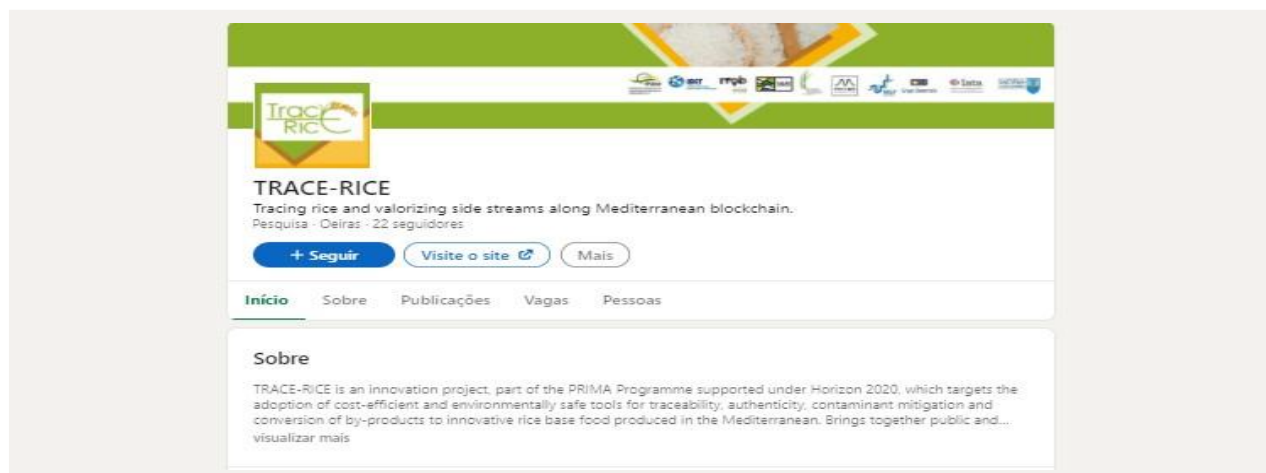 Trace
RICE
TRACE-RICE
Tracing rice and valorizing side streams along Mediterranean blockchain.
Pesquisa · Oeiras · 22 seguidores
+ Seguir
Visite o site
Mais
Início Sobre Publicações Vagas Pessoas
Sobre
TRACE-RICE is an innovation project, part of the PRIMA Programme supported under Horizon 2020, which targets the
adoption of cost-efficient and environmentally safe tools for traceability, authenticity, contaminant mitigation and
conversion of by-products to innovative rice base food produced in the Mediterranean. Brings together public and...
visualizar mais